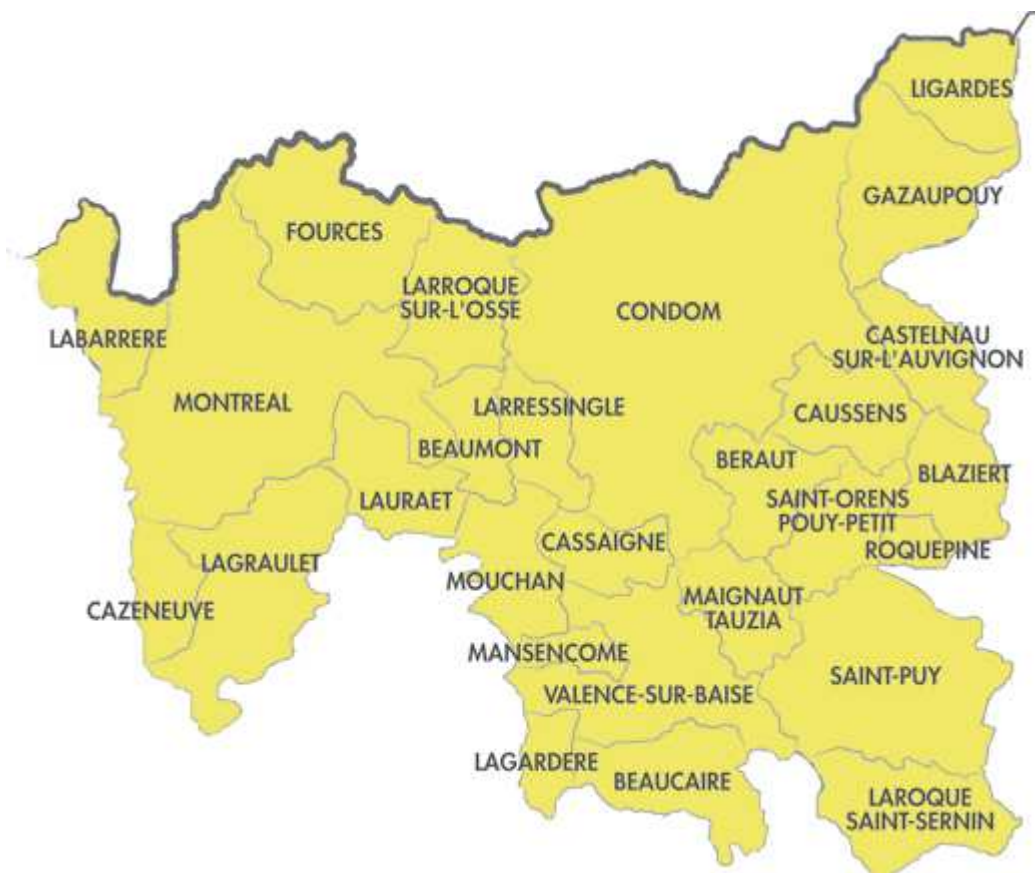 LIGARDES
GAZAUPOUY
FOURCES
LARROQUE
SUR-L'OSSE
CONDOM
LABARRERE
CASTELNAU
SUR-L'AUVIGNON
MONTREAL
LARRESSINGLE
CAUSSENS
BEAUMONT
BERAUT
BLAZIERT
LAURAET
SAINT-ORENS
POUY-PETIT
CASSAIGNE
ROQUEPINE
LAGRAULET
MOUCHAN
MAIGNAUT
TAUZIA
CAZENEUVE
MANSENCOME
SAINT-PUY
VALENCE-SUR-BAISE
LAGARDERE
BEAUCAIRE
LAROQUE
SAINT-SERNIN